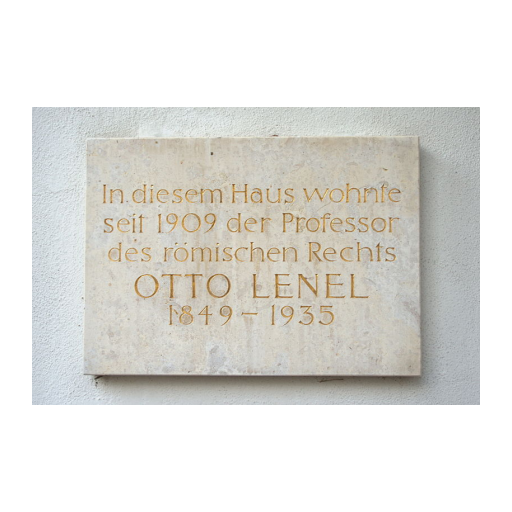 In diesem Haus wohnte
seit 1909 der Professor
des römischen Rechts
OTTO LENEL
1849 – 1935